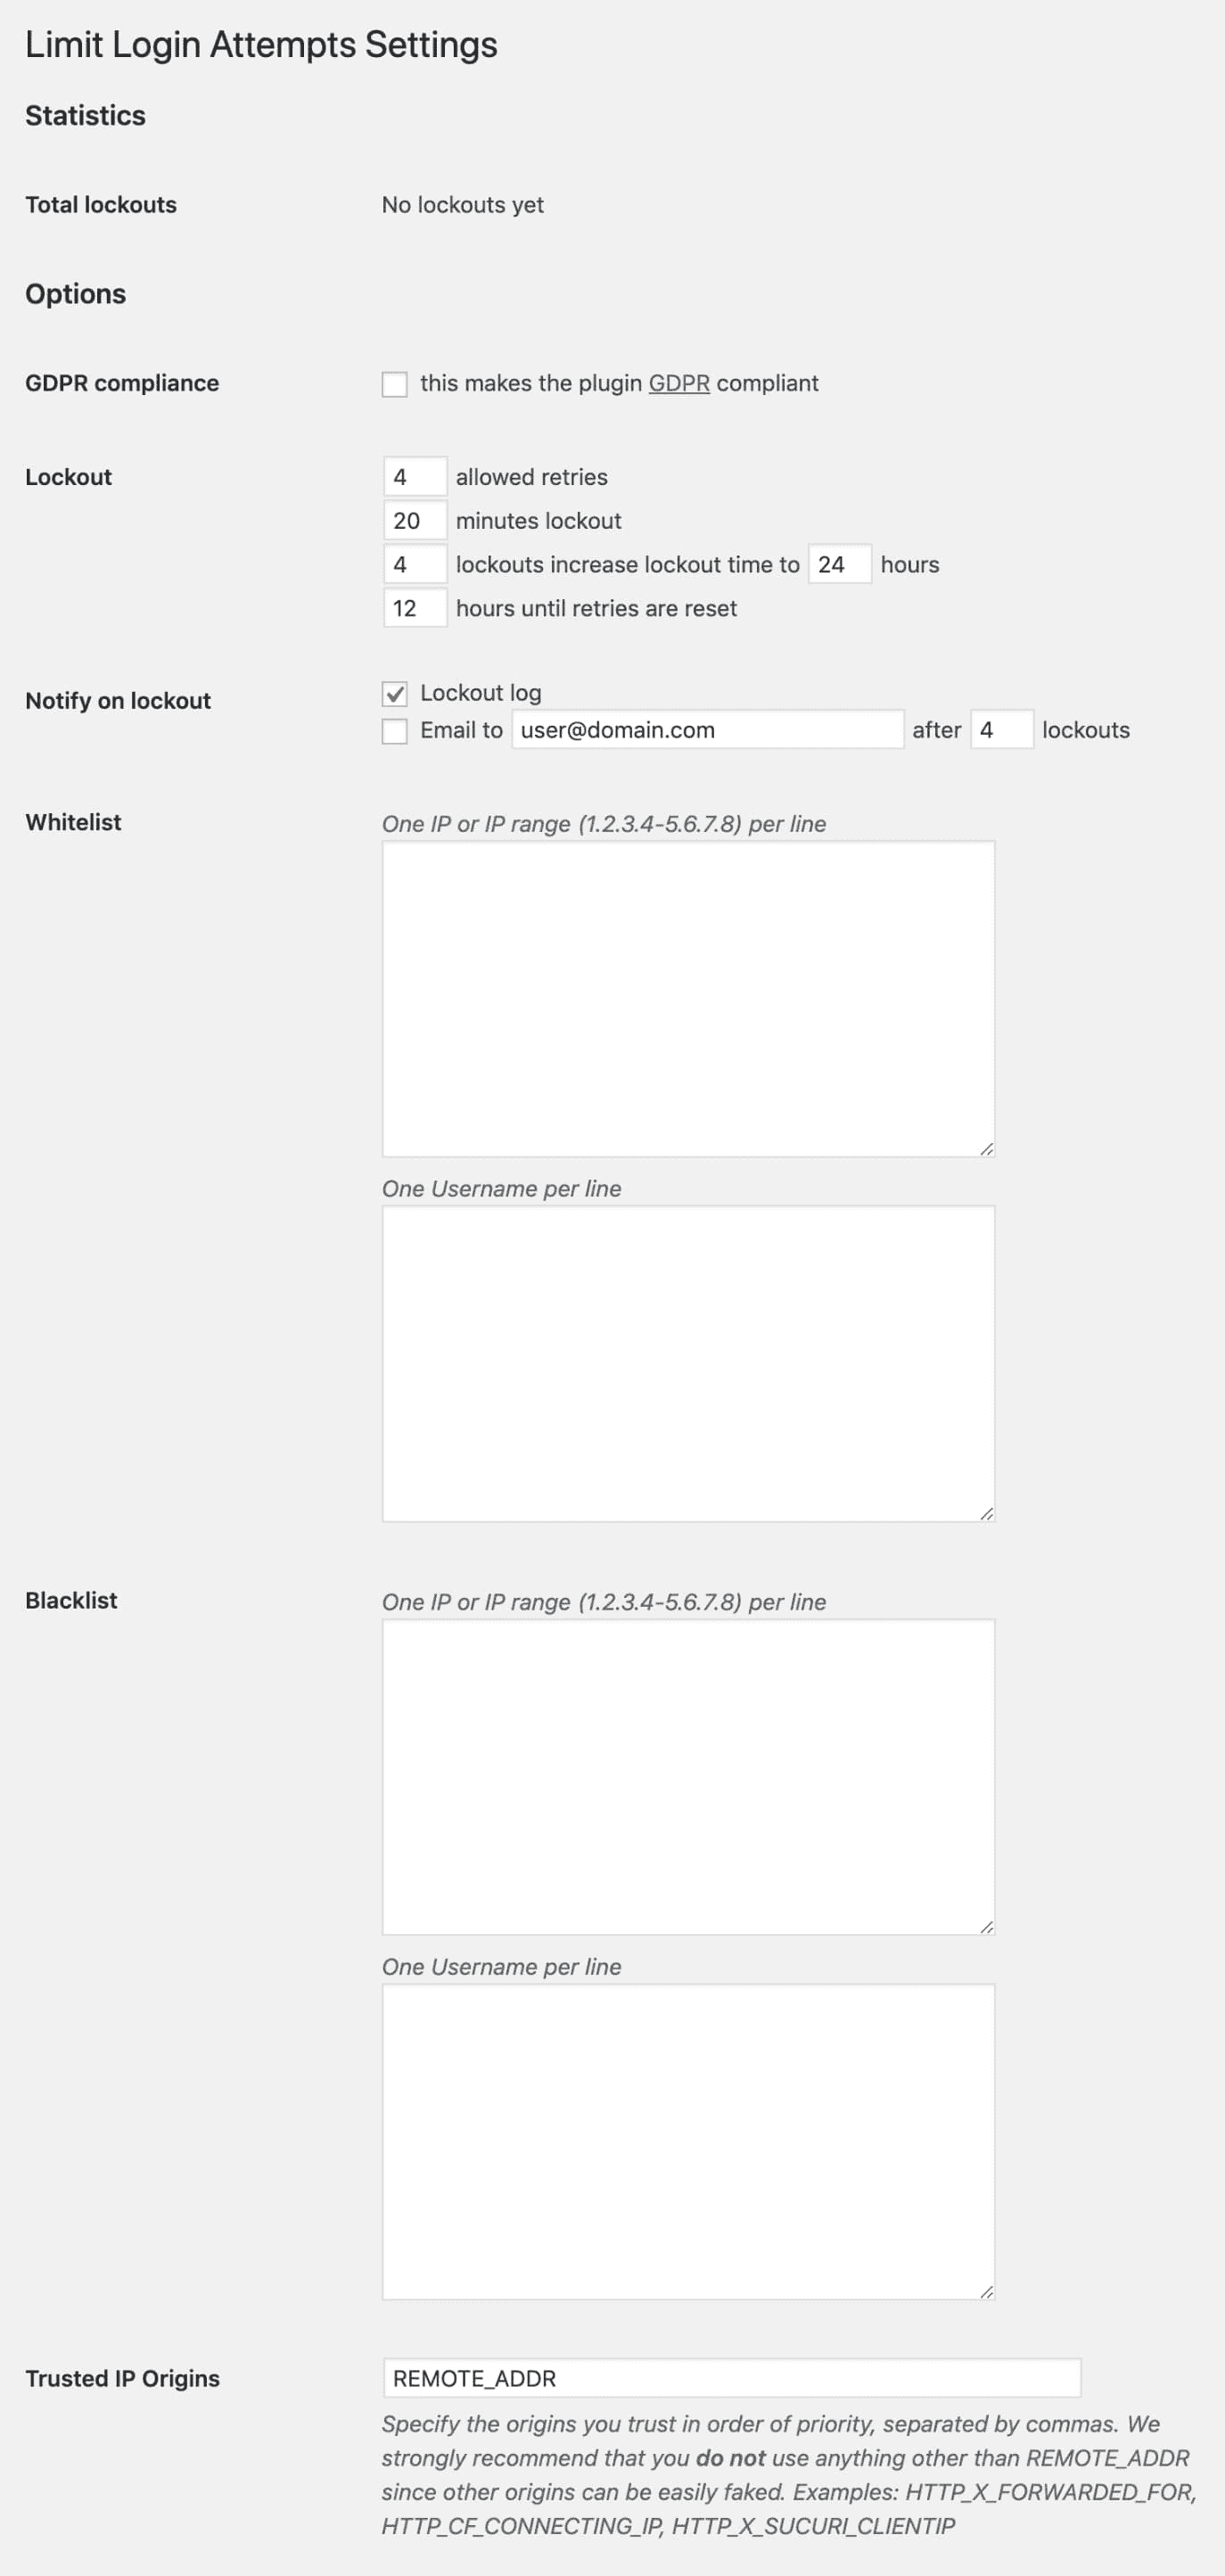 Limit Login Attempts Settings
Statistics
Total lockouts No lockouts yet
Options
GDPR compliance this makes the plugin GDPR compliant
Lockout 4 allowed retries
20 minutes lockout
4 lockouts increase lockout time to 24 hours
12 hours until retries are reset
Notify on lockout Lockout log
Email to user@domain.com after 4 lockouts
Whitelist One IP or IP range (1.2.3.4-5.6.7.8) per line
One Username per line
Blacklist One IP or IP range (1.2.3.4-5.6.7.8) per line
One Username per line
Trusted IP Origins REMOTE_ADDR
Specify the origins you trust in order of priority, separated by commas. We
strongly recommend that you do not use anything other than REMOTE_ADDR
since other origins can be easily faked. Examples: HTTP_X_FORWARDED_FOR,
HTTP_CF_CONNECTING_IP, HTTP_X_SUCURI_CLIENTIP